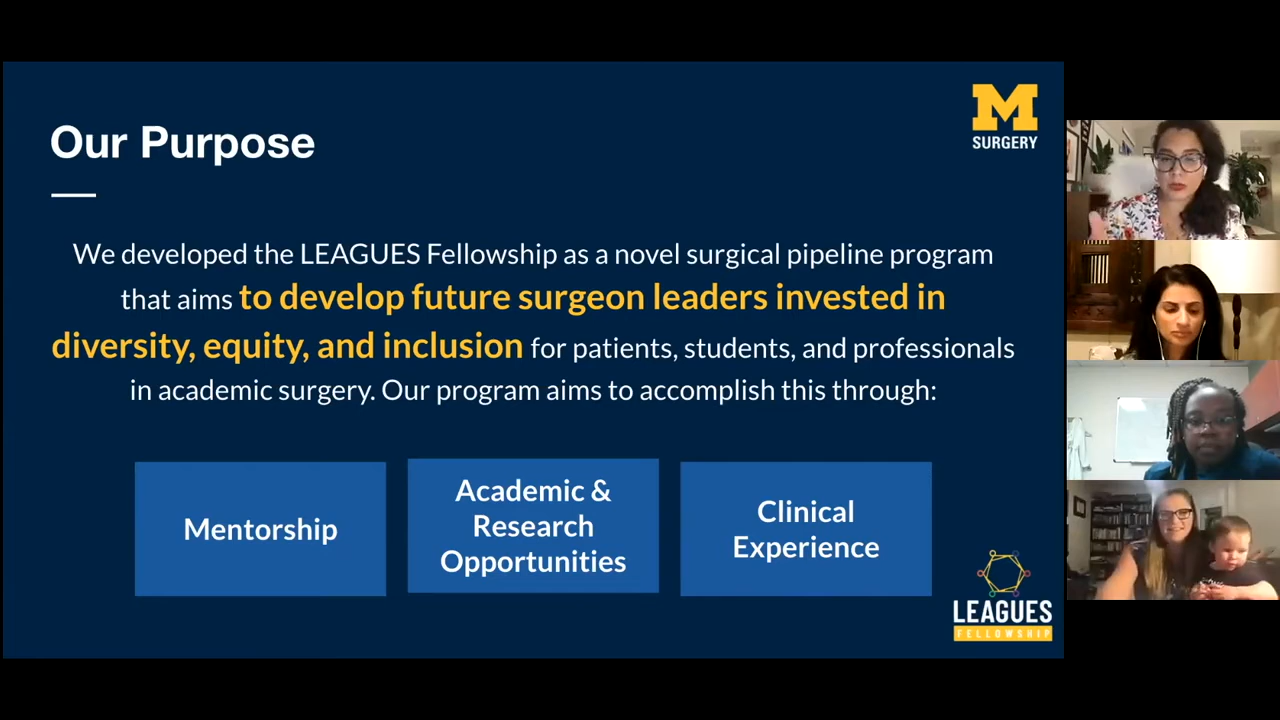 Our Purpose
M
SURGERY
We developed the LEAGUES Fellowship as a novel surgical pipeline program
that aims to develop future surgeon leaders invested in
diversity, equity, and inclusion for patients, students, and professionals
in academic surgery. Our program aims to accomplish this through:
Mentorship
Academic &
Research
Opportunities
Clinical
Experience
LEAGUES
FELLOWSHIP